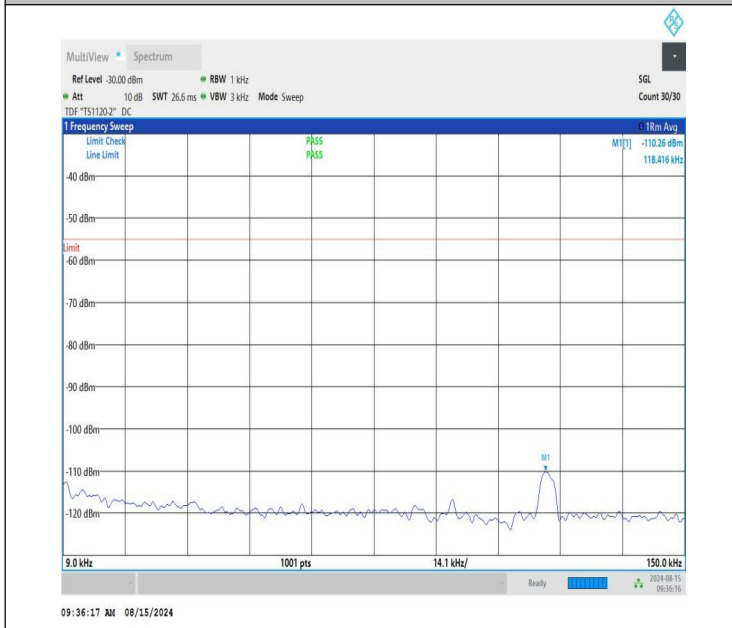 R S
MultiView Spectrum
Ref Level -30.00 dBm RBW 1 kHz SGL
Att 10 dB SWT 26.6 ms VBW 3 kHz Mode Sweep Count 30/30
TDF "TS1120-2" DC
1 Frequency Sweep 1Rm Avg
Limit Check PASS M1[1] -110.26 dBm
Line Limit PASS 118.416 kHz
-40 dBm
-50 dBm
Limit
-60 dBm
-70 dBm
-80 dBm
-90 dBm
-100 dBm
M1
-110 dBm
-120 dBm
9.0 kHz 1001 pts 14.1 kHz/ 150.0 kHz
Ready 2024-08-15
09:36:16
09:36:17 AM 08/15/2024